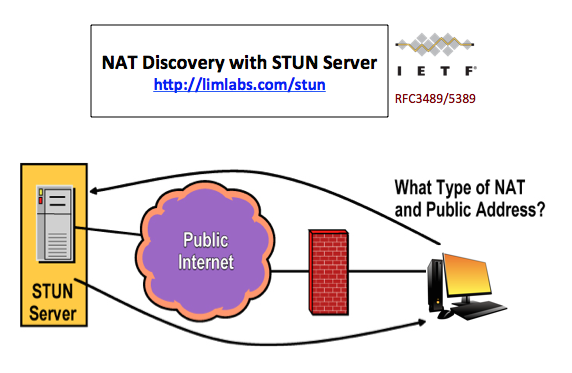 NAT Discovery with STUN Server
http://limlabs.com/stun
I E T F®
RFC3489/5389
What Type of NAT
and Public Address?
Public
Internet
STUN
Server